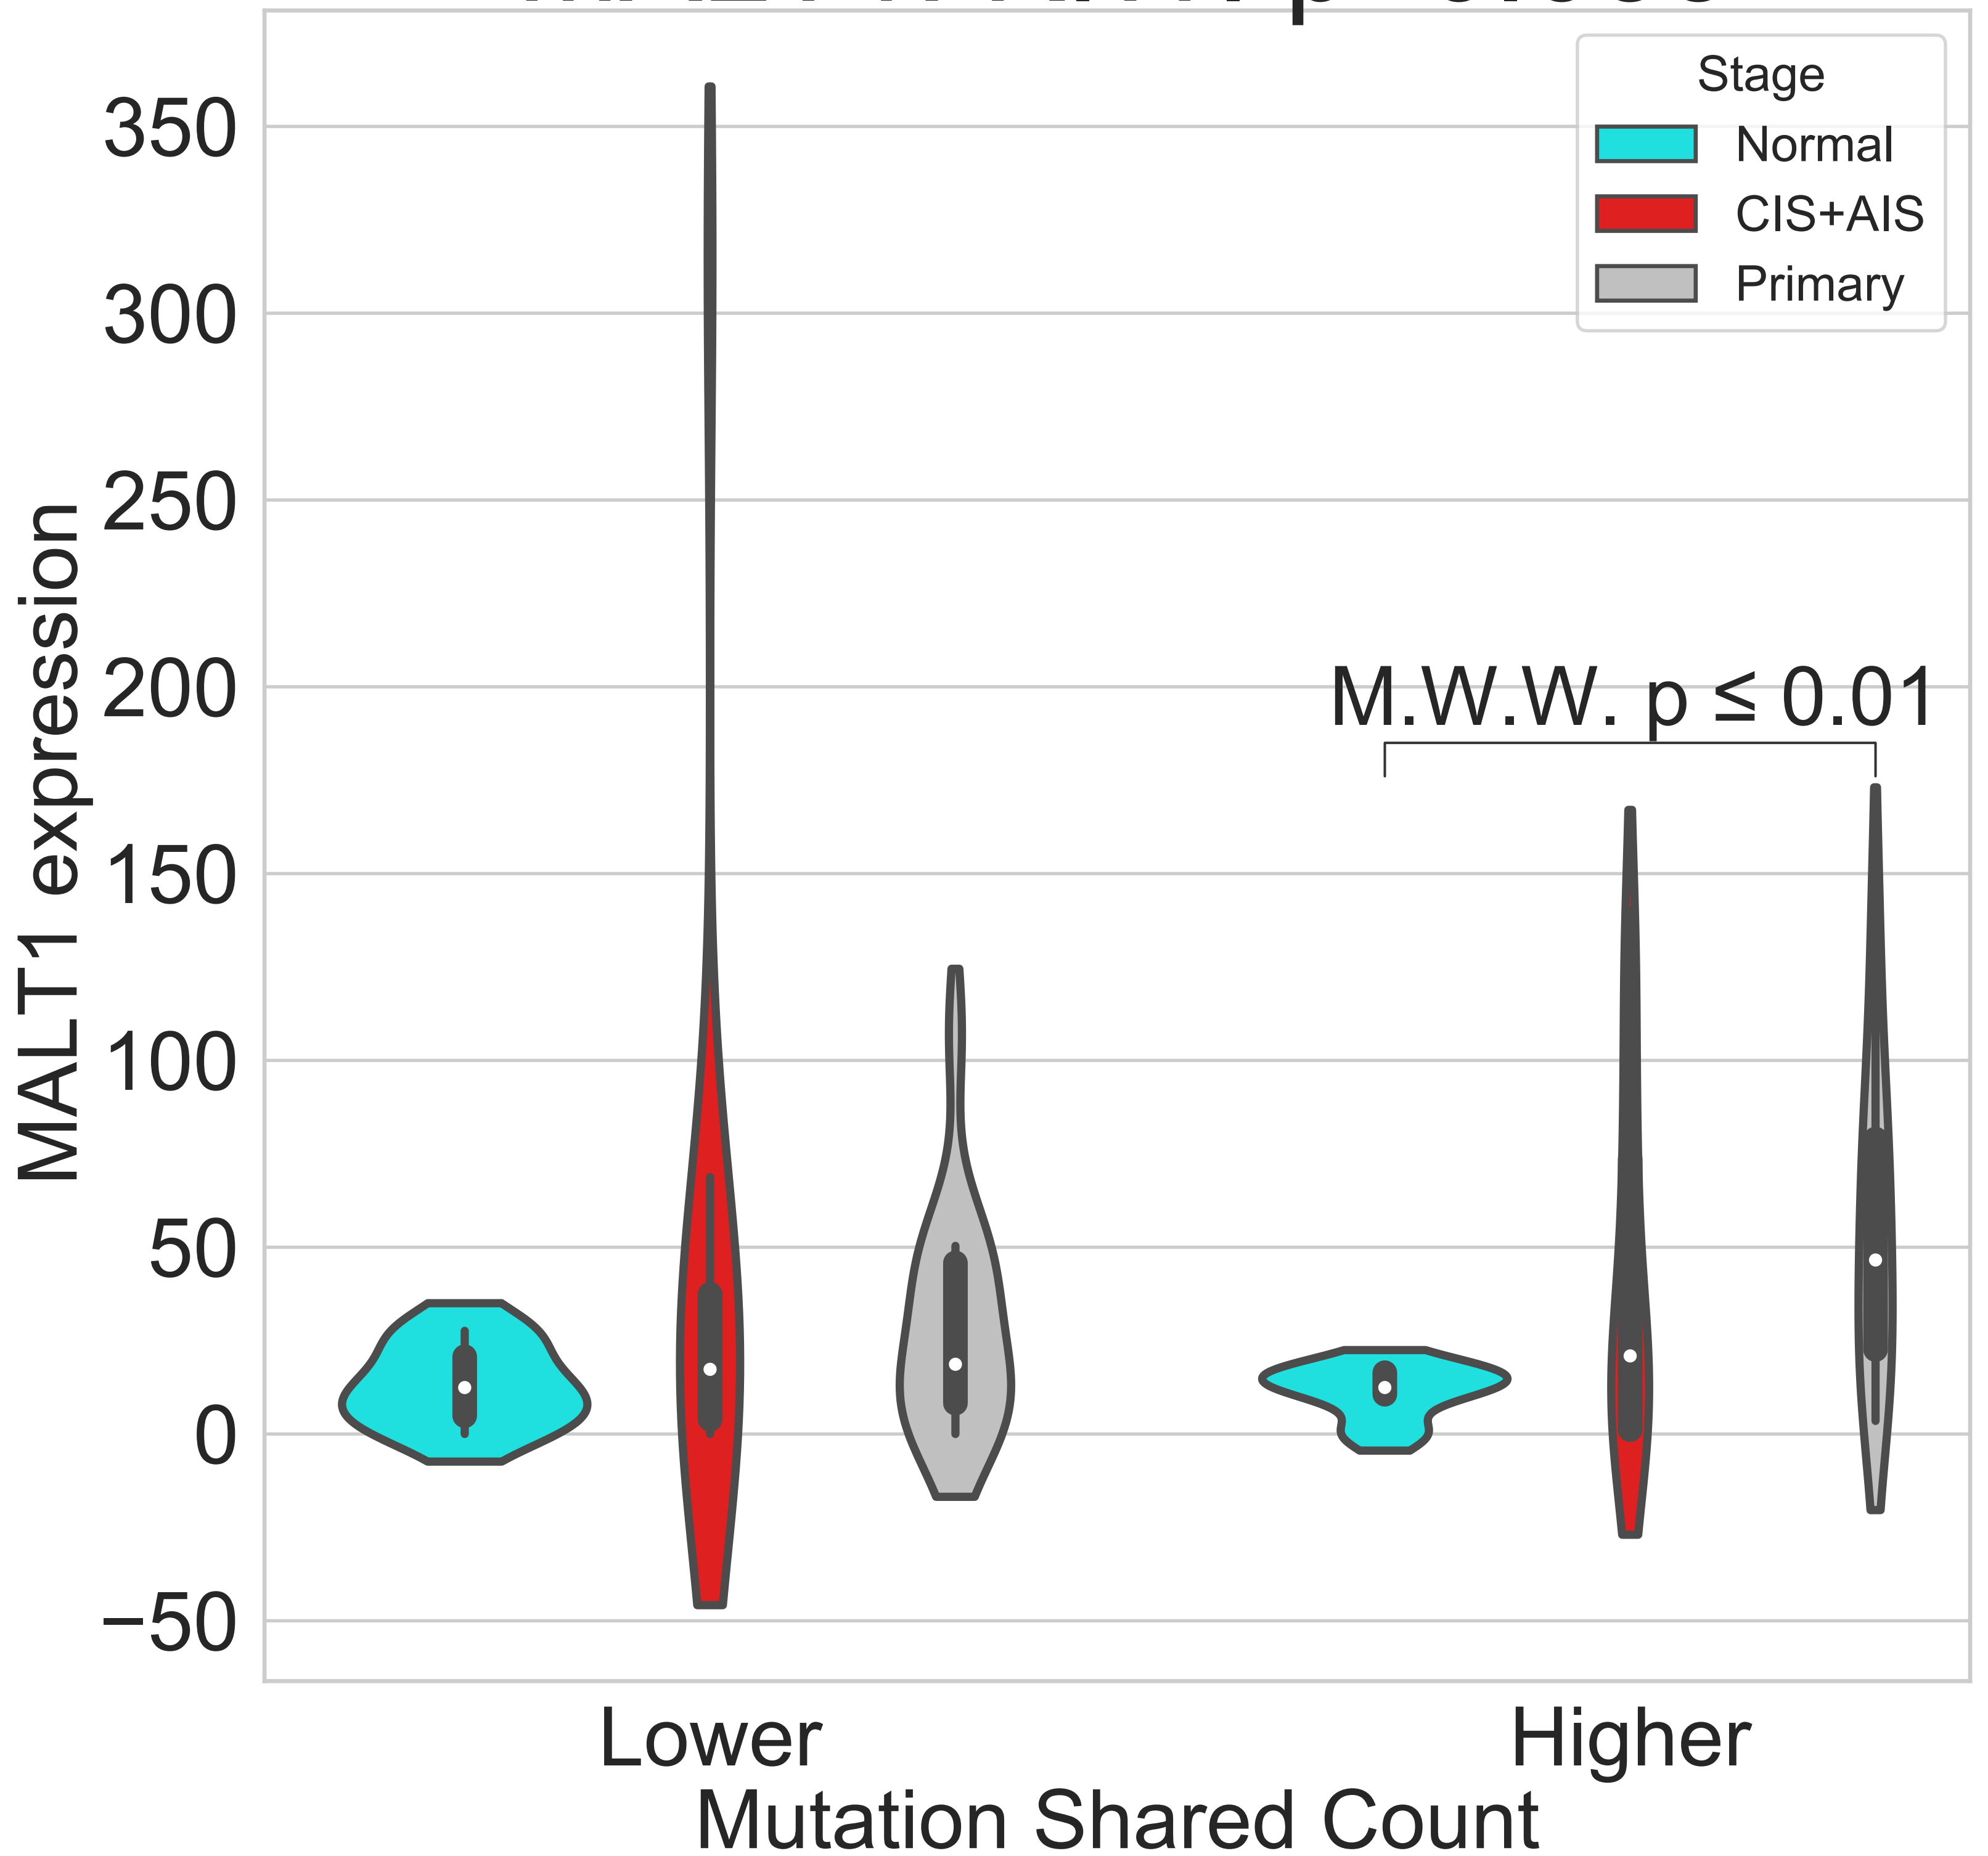 Stage
Normal
CIS+AIS
Primary
350
300
250
200
150
100
50
0
−50
MALT1 expression
M.W.W. p ≤ 0.01
Lower
Higher
Mutation Shared Count